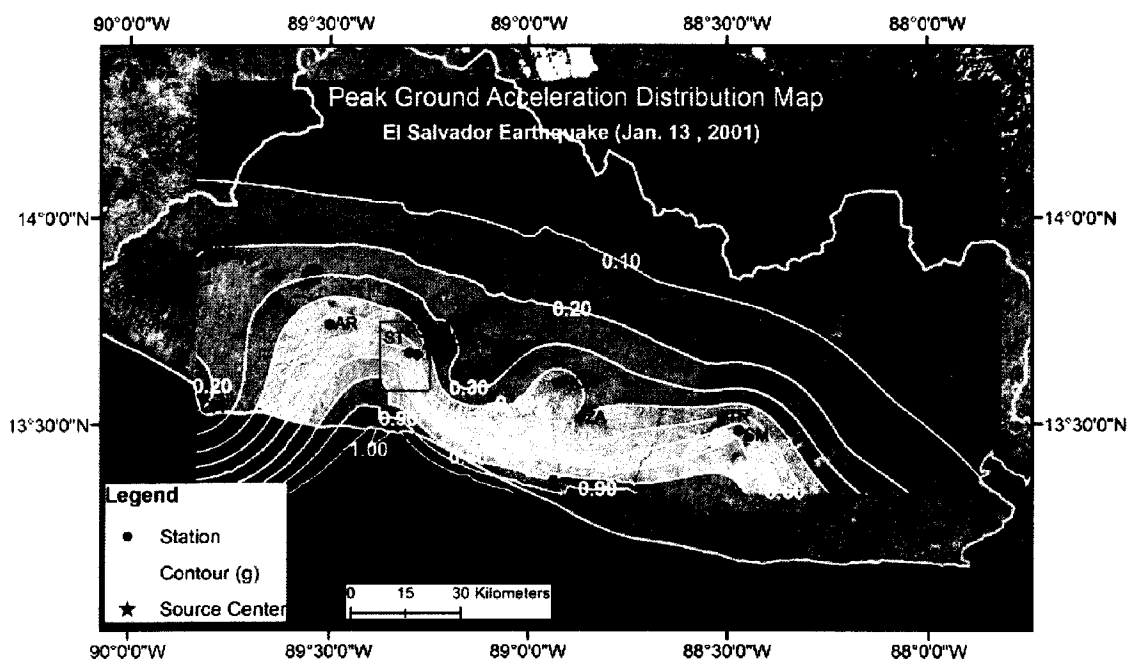 90°0'0"W 89°30'0"W 89°0'0"W 88°30'0"W 88°0'0"W
Peak Ground Acceleration Distribution Map
El Salvador Earthquake (Jan. 13 , 2001)
14°0'0"N 14°0'0"N
0.10
0.20
AR
ST
0.20
0.30
13°30'0"N 13°30'0"N
1.00
0.90
Legend
Station
Contour (g)
Source Center
0 15 30 Kilometers
90°0'0"W 89°30'0"W 89°0'0"W 88°30'0"W 88°0'0"W